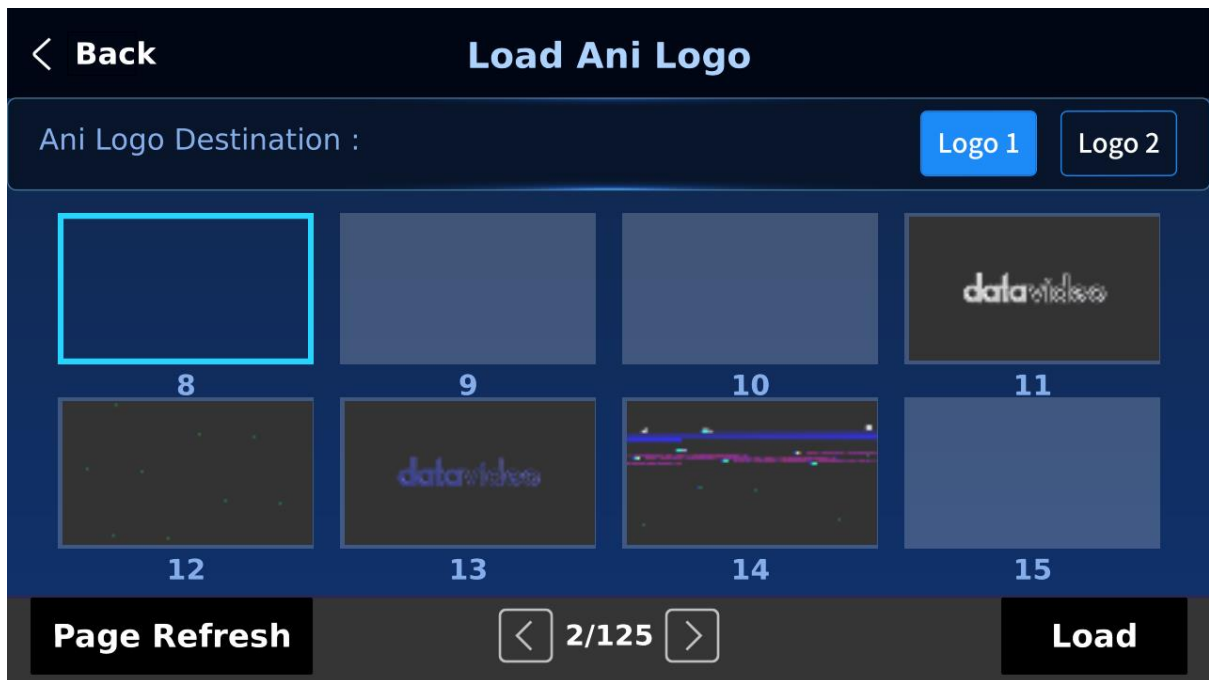 Back
Load Ani Logo
Ani Logo Destination :
Logo 1
Logo 2
datavideo
8
9
10
11
datavideo
12
13
14
15
Page Refresh
2/125
Load